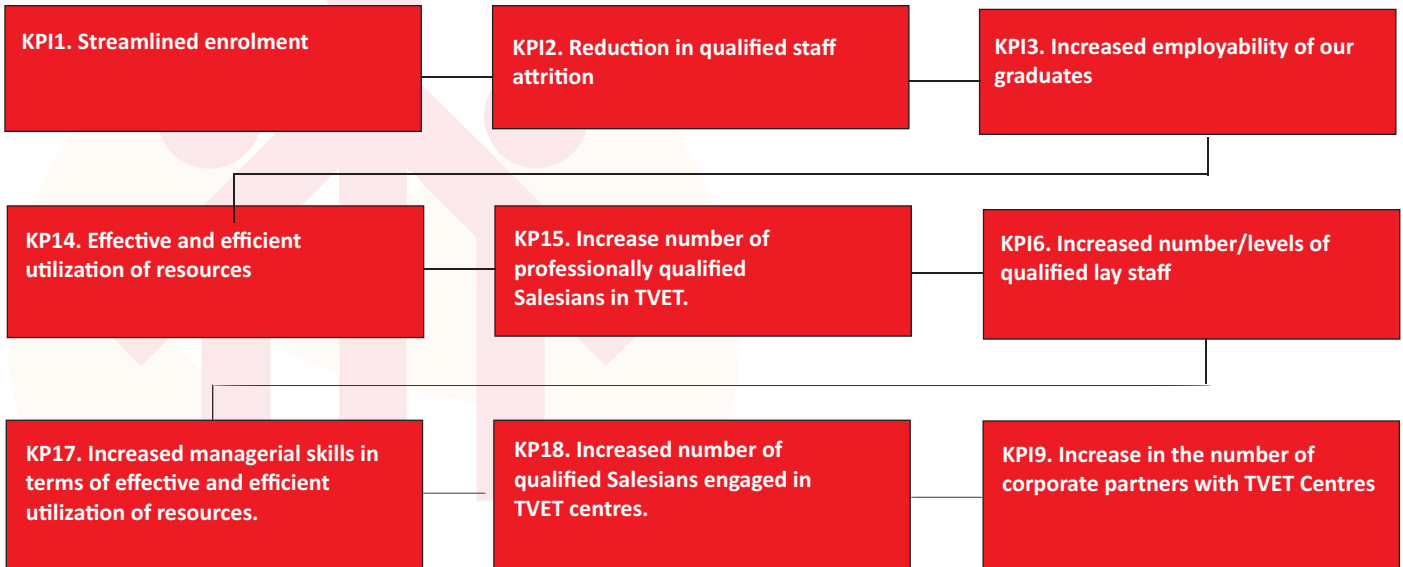 KPI1. Streamlined enrolment
KPI2. Reduction in qualified staff
attrition
KPI3. Increased employability of our
graduates
KP14. Effective and efficient
utilization of resources
KP15. Increase number of
professionally qualified
Salesians in TVET.
KPI6. Increased number/levels of
qualified lay staff
KP17. Increased managerial skills in
terms of effective and efficient
utilization of resources.
KP18. Increased number of
qualified Salesians engaged in
TVET centres.
KPI9. Increase in the number of
corporate partners with TVET Centres